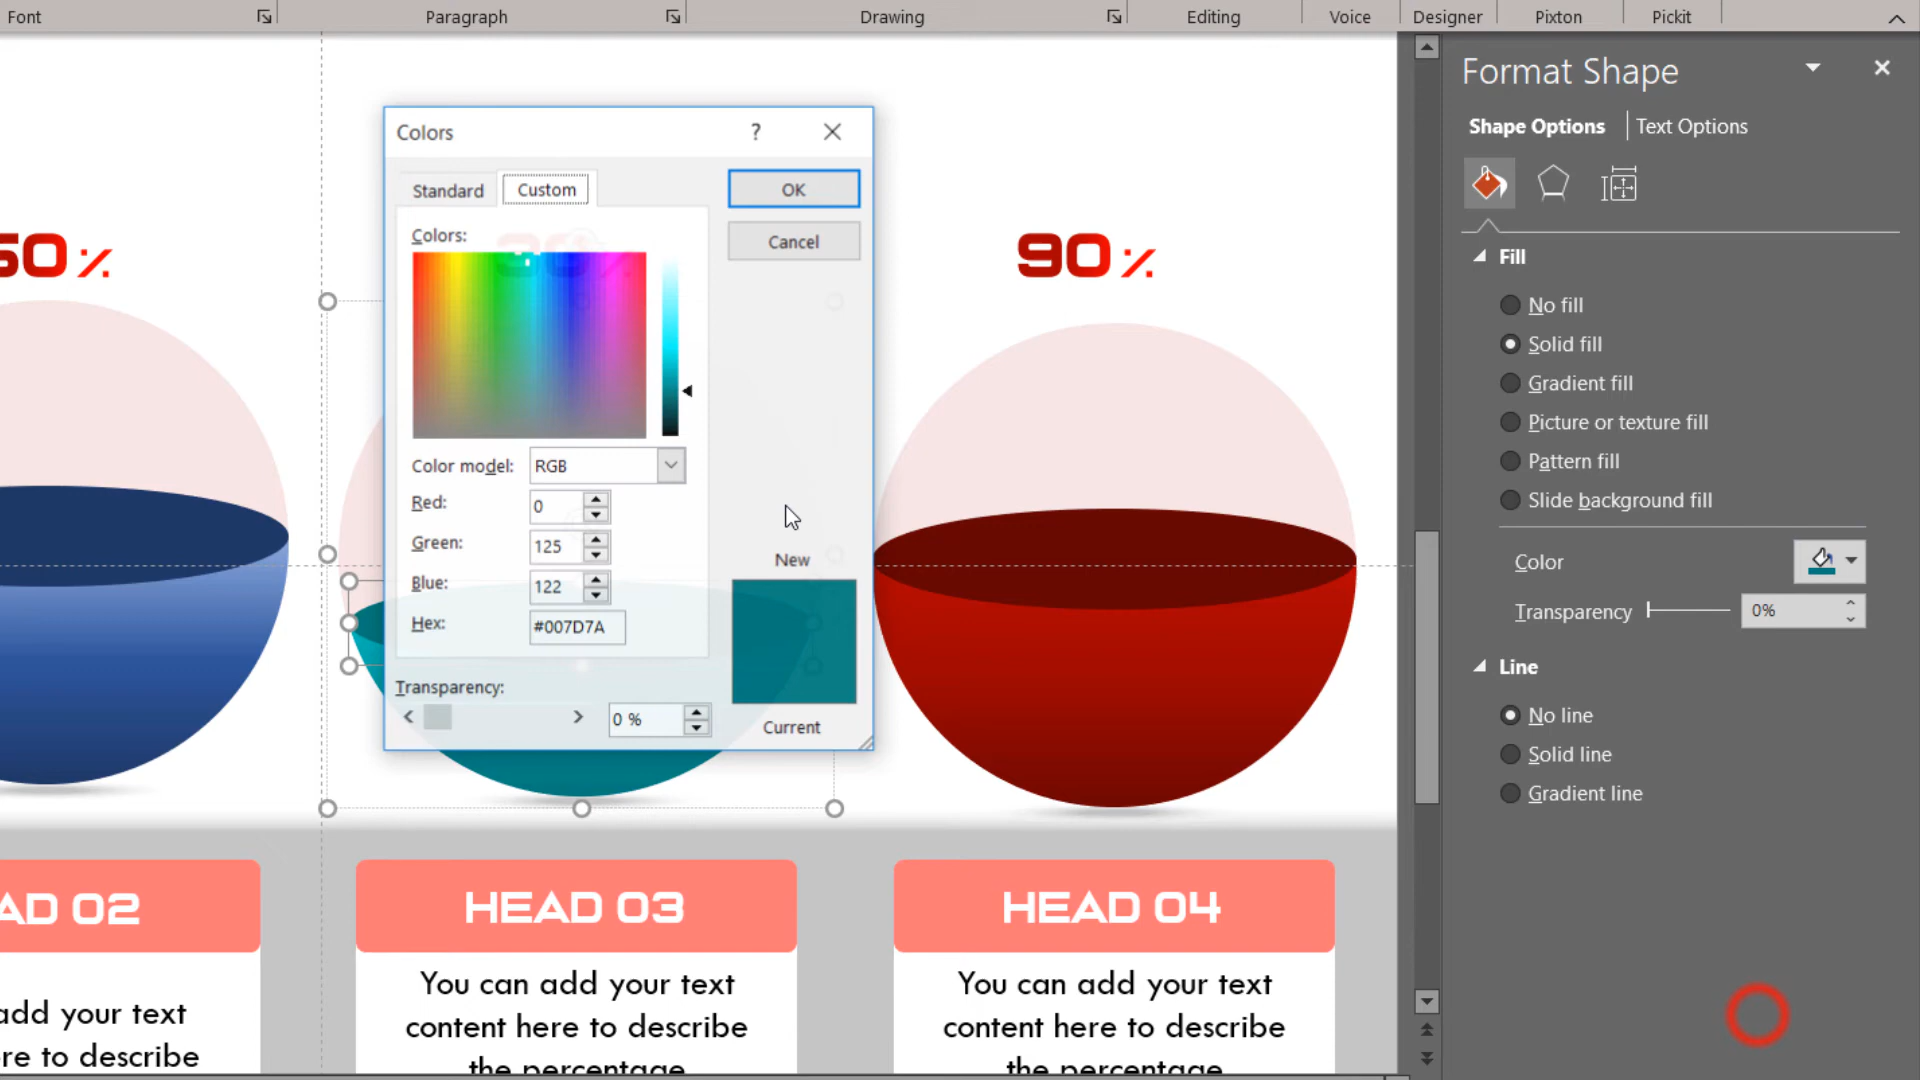 Font
Paragraph
Drawing
Editing
Voice
Designer
Pixton
Pickit
Format Shape
Shape Options
Text Options
Fill
No fill
Solid fill
Gradient fill
Picture or texture fill
Pattern fill
Slide background fill
Color
Transparency
0%
Line
No line
Solid line
Gradient line
Colors
?
Standard
Custom
OK
Cancel
Colors:
Color model:
RGB
Red:
0
Green:
125
Blue:
122
Hex:
#007D7A
Transparency:
0 %
New
Current
90%
HEAD 03
You can add your text
content here to describe
the percentage
HEAD 04
You can add your text
content here to describe
the percentage
AD 02
add your text
re to describe